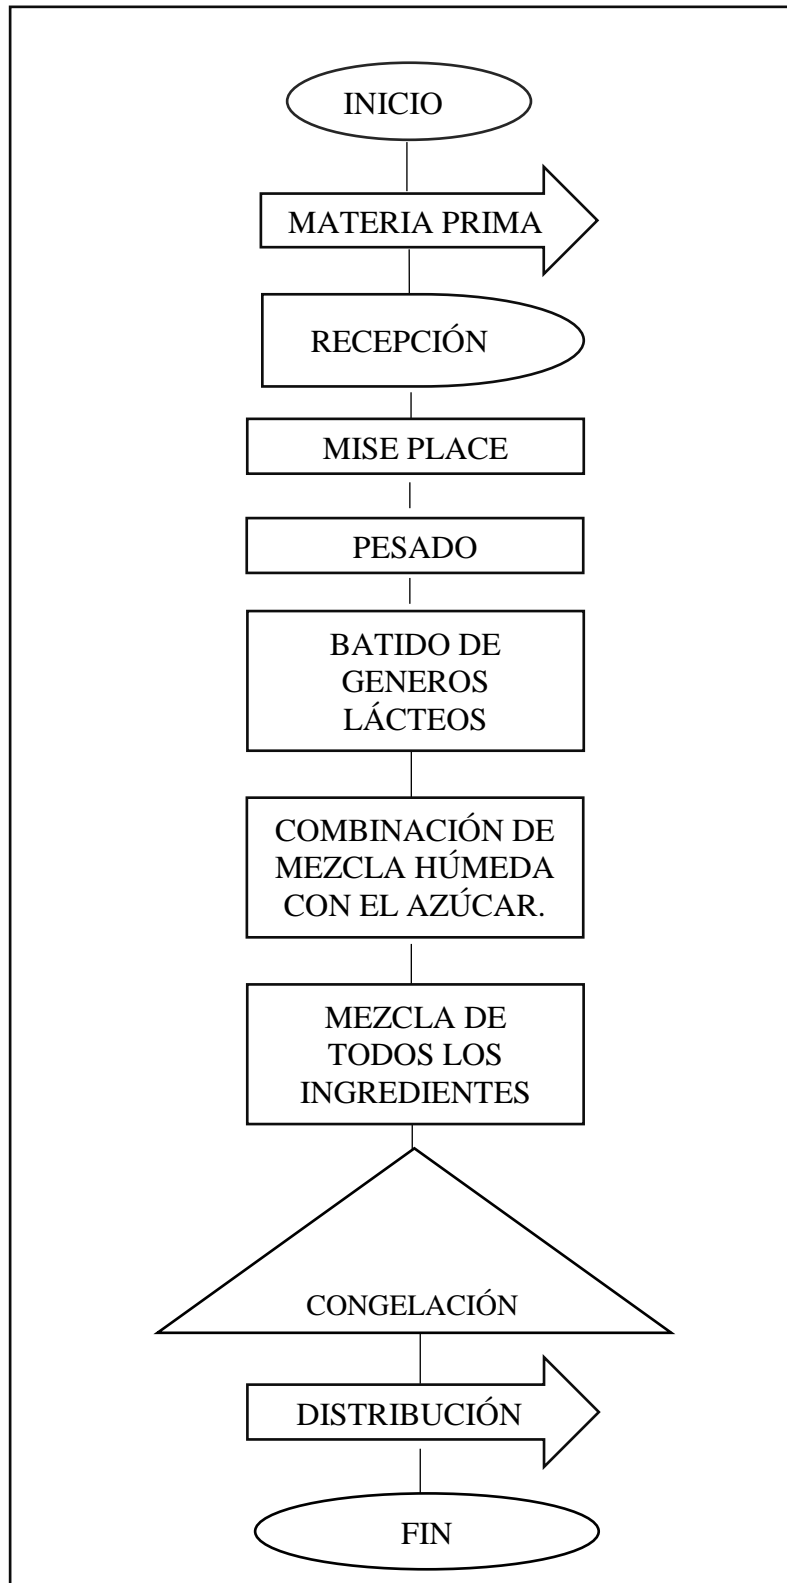 INICIO
MATERIA PRIMA
RECEPCIÓN
MISE PLACE
PESADO
BATIDO DE
GENEROS
LÁCTEOS
COMBINACIÓN DE
MEZCLA HÚMEDA
CON EL AZÚCAR.
MEZCLA DE
TODOS LOS
INGREDIENTES
CONGELACIÓN
DISTRIBUCIÓN
FIN